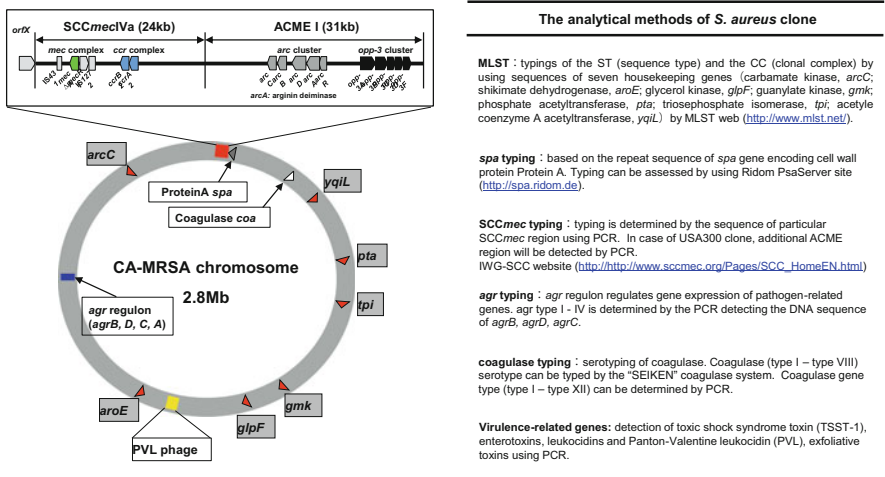 orfX
SCCmecIVa (24kb)
ACME I (31kb)
mec complex
ccr complex
arc cluster
opp-3 cluster
IS431
mec
IS1272
ccrB2
ccrA2
arcC
arcB
arcD
arcA
arcR
opp-3A
arcA: arginin deiminase
arcC
ProteinA spa
Coagulase coa
yqiL
CA-MRSA chromosome
2.8Mb
pta
tpi
agr regulon
(agrB, D, C, A)
aroE
gmk
glpF
PVL phage
The analytical methods of S. aureus clone
MLST：typings of the ST (sequence type) and the CC (clonal complex) by
using sequences of seven housekeeping genes（carbamate kinase, arcC;
shikimate dehydrogenase, aroE; glycerol kinase, glpF; guanylate kinase, gmk;
phosphate acetyltransferase, pta; triosephosphate isomerase, tpi; acetyle
coenzyme A acetyltransferase, yqiL）by MLST web (http://www.mlst.net/).
spa typing：based on the repeat sequence of spa gene encoding cell wall
protein Protein A. Typing can be assessed by using Ridom PsaServer site
(http://spa.ridom.de).
SCCmec typing：typing is determined by the sequence of particular
SCCmec region using PCR. In case of USA300 clone, additional ACME
region will be detected by PCR.
IWG-SCC website (http://http://www.sccmec.org/Pages/SCC_HomeEN.html)
agr typing：agr regulon regulates gene expression of pathogen-related
genes. agr type I - IV is determined by the PCR detecting the DNA sequence
of agrB, agrD, agrC.
coagulase typing：serotyping of coagulase. Coagulase (type I – type VIII)
serotype can be typed by the "SEIKEN" coagulase system. Coagulase gene
type (type I – type XII) can be determined by PCR.
Virulence-related genes: detection of toxic shock syndrome toxin (TSST-1),
enterotoxins, leukocidins and Panton-Valentine leukocidin (PVL), exfoliative
toxins using PCR.